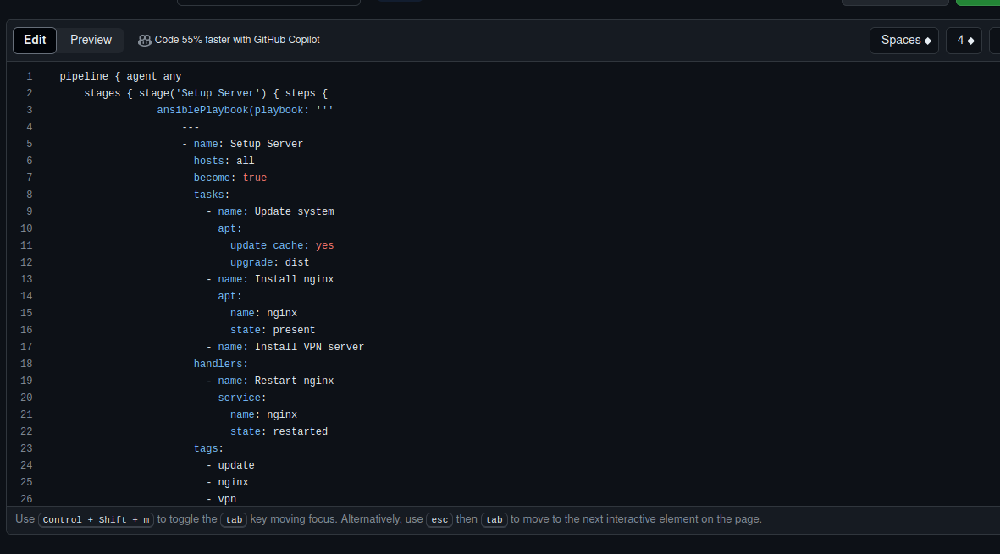 Edit Preview Code 55% faster with GitHub Copilot Spaces 4
1 pipeline { agent any
2 stages { stage('Setup Server') { steps {
3 ansiblePlaybook(playbook: '''
4 ---
5 - name: Setup Server
6 hosts: all
7 become: true
8 tasks:
9 - name: Update system
10 apt:
11 update_cache: yes
12 upgrade: dist
13 - name: Install nginx
14 apt:
15 name: nginx
16 state: present
17 - name: Install VPN server
18 handlers:
19 - name: Restart nginx
20 service:
21 name: nginx
22 state: restarted
23 tags:
24 - update
25 - nginx
26 - vpn
Use Control + Shift + m to toggle the tab key moving focus. Alternatively, use esc then tab to move to the next interactive element on the page.